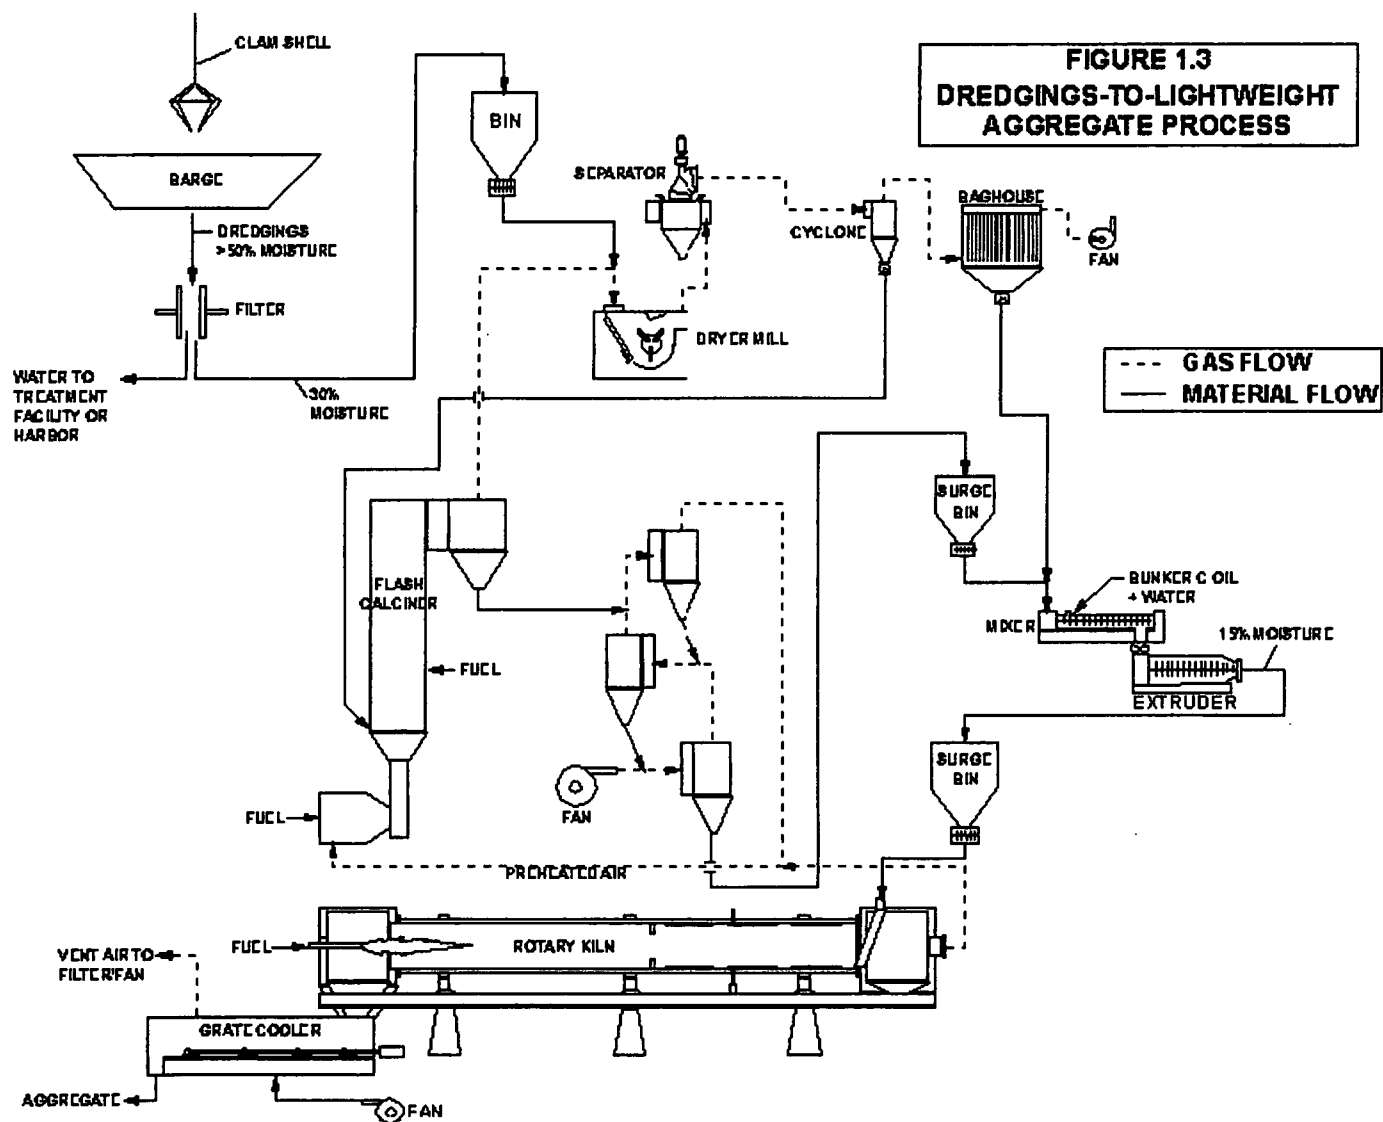 FIGURE 1.3
DREDGINGS-TO-LIGHTWEIGHT
AGGREGATE PROCESS
CLAM SHELL
BARGE
DREDGINGS
>50% MOISTURE
FILTER
WATER TO
TREATMENT
FACILITY OR
HARBOR
30%
MOISTURE
BIN
SEPARATOR
CYCLONE
BAGHOUSE
FAN
DRYER MILL
GAS FLOW
MATERIAL FLOW
FLASH
CALCINER
FUEL
FUEL
FAN
SURGE
BIN
BUNKER C OIL
+ WATER
MIXER
15% MOISTURE
EXTRUDER
SURGE
BIN
PREHEATED AIR
FUEL
ROTARY KILN
VENT AIR TO
FILTER/FAN
GRATE COOLER
AGGREGATE
FAN